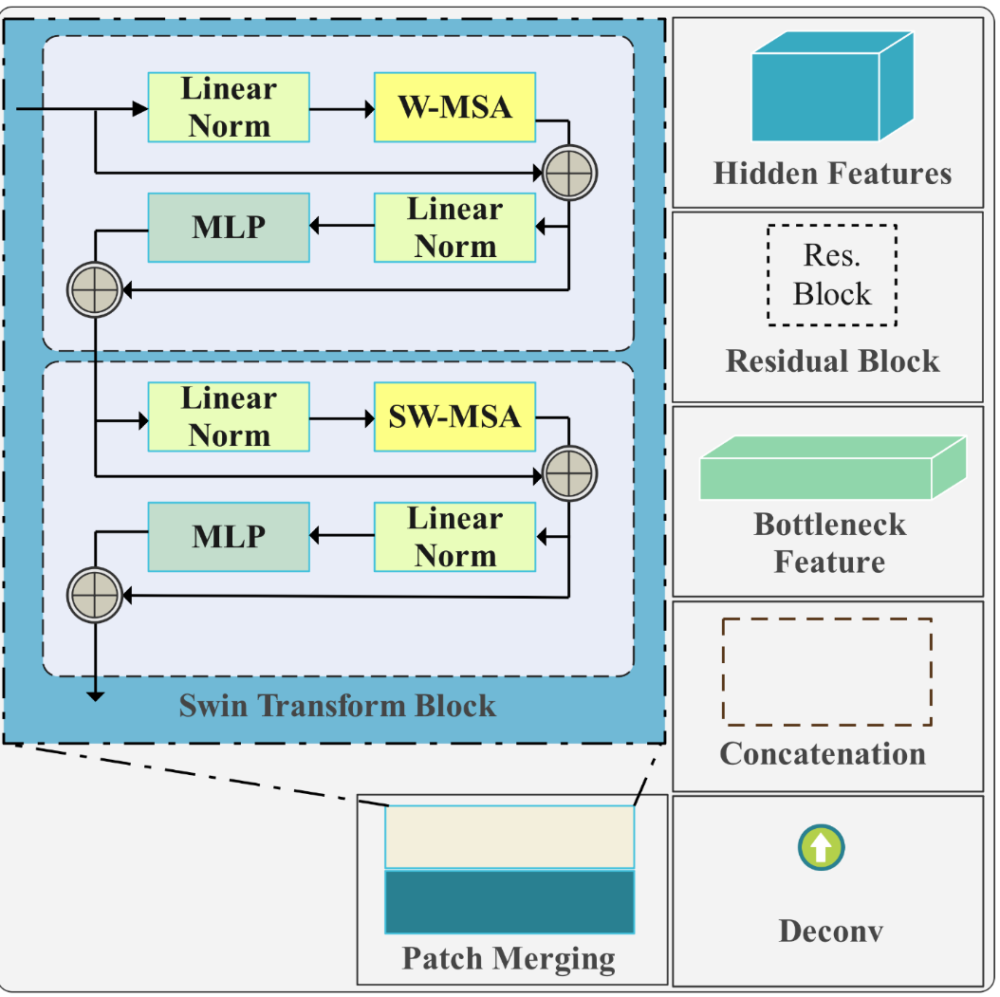 Linear
Norm
W-MSA
MLP
Linear
Norm
Linear
Norm
SW-MSA
MLP
Linear
Norm
Swin Transform Block
Patch Merging
Hidden Features
Res.
Block
Residual Block
Bottleneck
Feature
Concatenation
Deconv